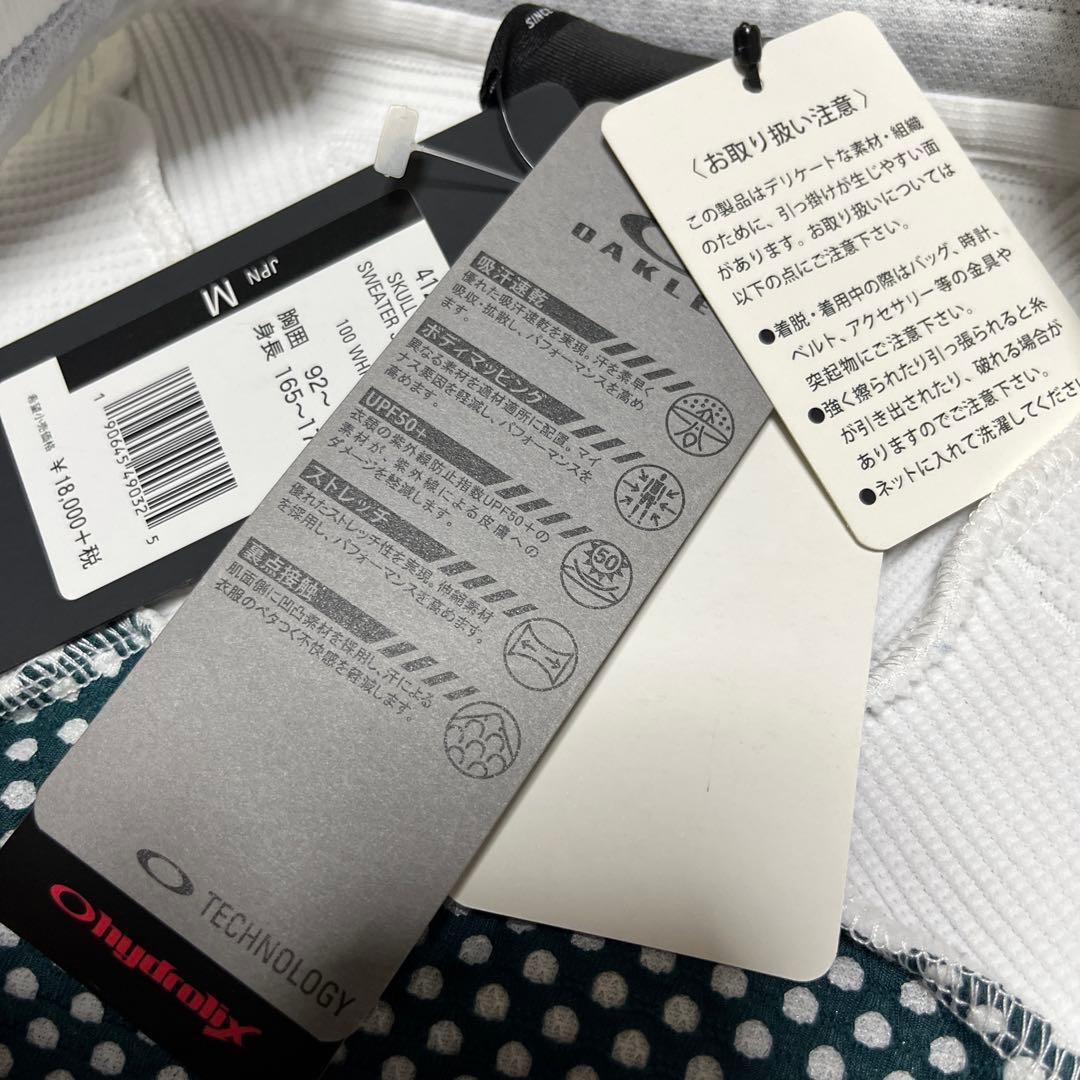 SINCE
JPN M
41
SKULL
SWEATER
100 WH
胸囲 92~
身長 165~17
1 90645 49032 5
希望小売価格 ¥18,000+税
OAKLE
吸汗速乾
優れた吸汗速乾を実現。汗を素早く
吸収・拡散し、パフォーマンスを高め
ます。
ボディマッピング
異なる素材を適材適所に配置。マイ
ナス要因を軽減し、パフォーマンスを
高めます。
UPF50+
衣類の紫外線防止指数UPF50+の
素材が、紫外線による皮膚への
ダメージを軽減します。
50
ストレッチ
優れたストレッチ性を実現。伸縮素材
を採用し、パフォーマンスを高めます。
裏点接触
肌面側に凹凸素材を採用し、汗による
衣服のベタつく不快感を軽減します。
TECHNOLOGY
Ohydrolix
〈お取り扱い注意〉
この製品はデリケートな素材・組織
のために、引っ掛けが生じやすい面
があります。お取り扱いについては
以下の点にご注意下さい。
●着脱・着用中の際はバッグ、時計、
ベルト、アクセサリー等の金具や
突起物にご注意下さい。
●強く擦られたり引っ張られると糸
が引き出されたり、破れる場合が
ありますのでご注意下さい。
●ネットに入れて洗濯してくださ